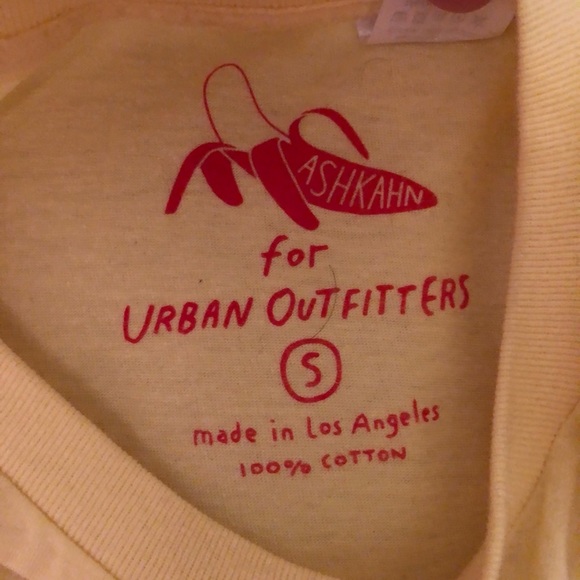 ASHKAHN
for
URBAN OUTFITTERS
S
made in Los Angeles
100% COTTON